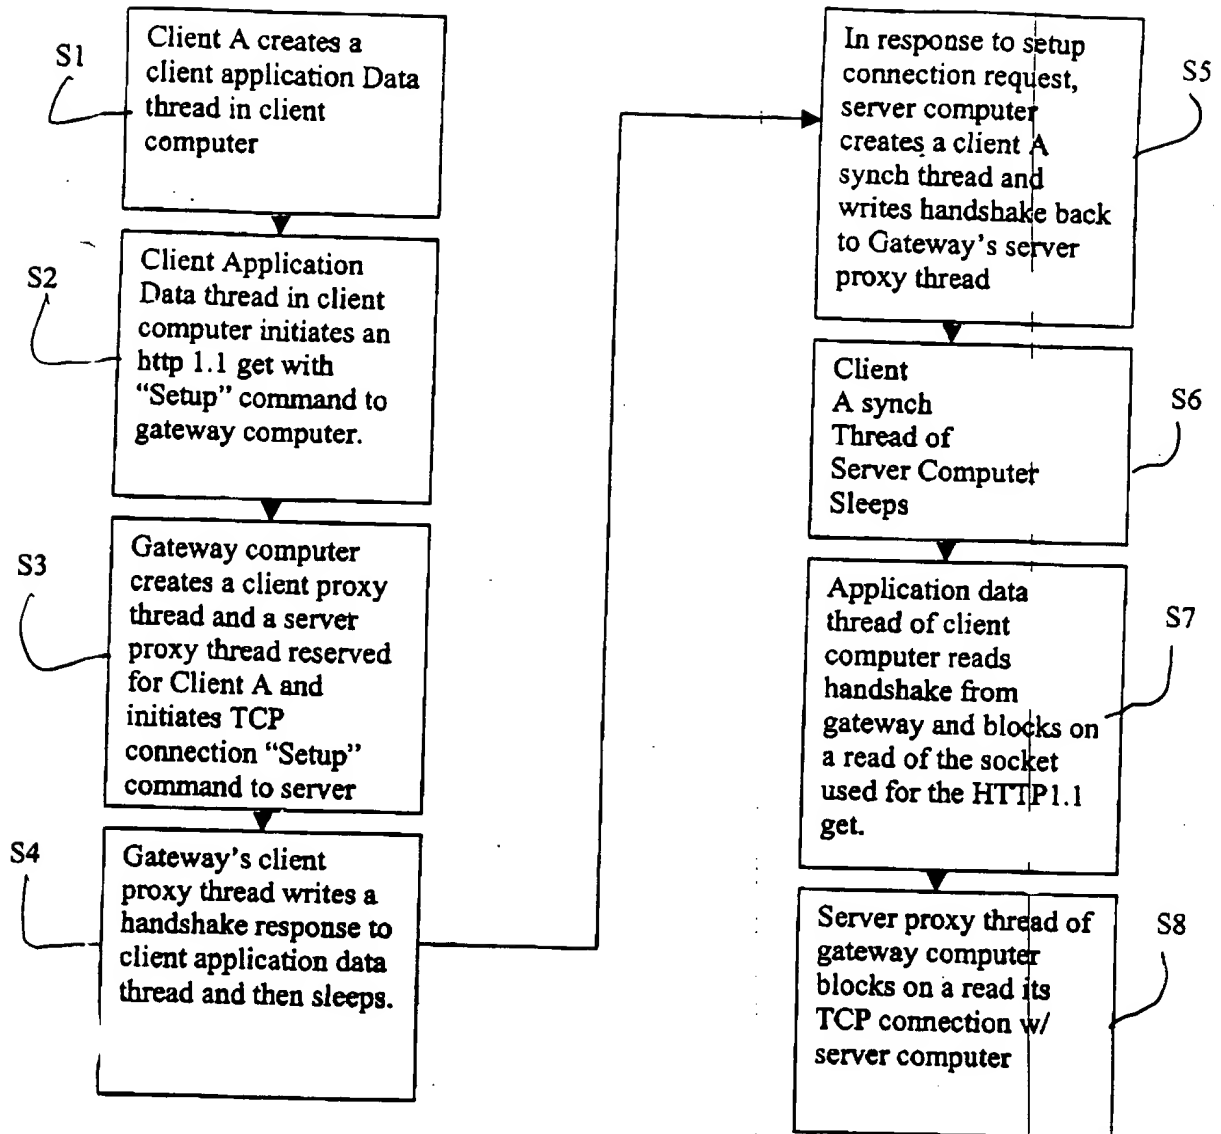 S1
Client A creates a
client application Data
thread in client
computer
S2
Client Application
Data thread in client
computer initiates an
http 1.1 get with
“Setup” command to
gateway computer.
S3
Gateway computer
creates a client proxy
thread and a server
proxy thread reserved
for Client A and
initiates TCP
connection “Setup”
command to server
S4
Gateway’s client
proxy thread writes a
handshake response to
client application data
thread and then sleeps.
In response to setup
connection request,
server computer
creates a client A
synch thread and
writes handshake back
to Gateway’s server
proxy thread
S5
Client
A synch
Thread of
Server Computer
Sleeps
S6
Application data
thread of client
computer reads
handshake from
gateway and blocks on
a read of the socket
used for the HTTP1.1
get.
S7
Server proxy thread of
gateway computer
blocks on a read its
TCP connection w/
server computer
S8